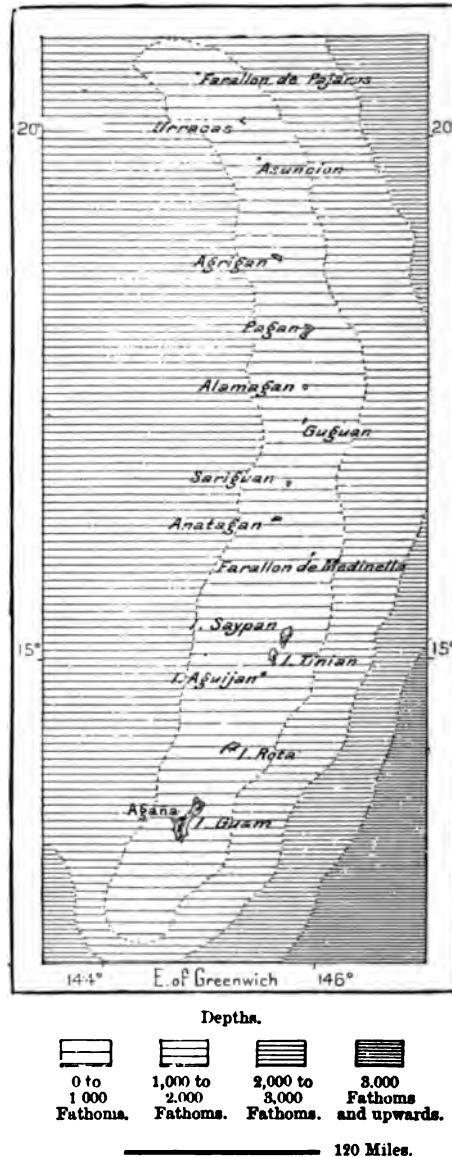 Farallon de Pajaros
20° 20°
Urracas
Asuncion
Agrigan
Pagan
Alamagan
Guguan
Sariguan
Anatagan
Farallon de Medinella
I. Saypan
15° 15°
I. Tinian
I. Aguijan
I. Rota
Agana
I. Guam
144° E. of Greenwich 146°
Depths.
0 to 1,000 to 2,000 to 3.000
1 000 2.000 3,000 Fathoms
Fathoms. Fathoms. Fathoms. and upwards.
120 Miles.